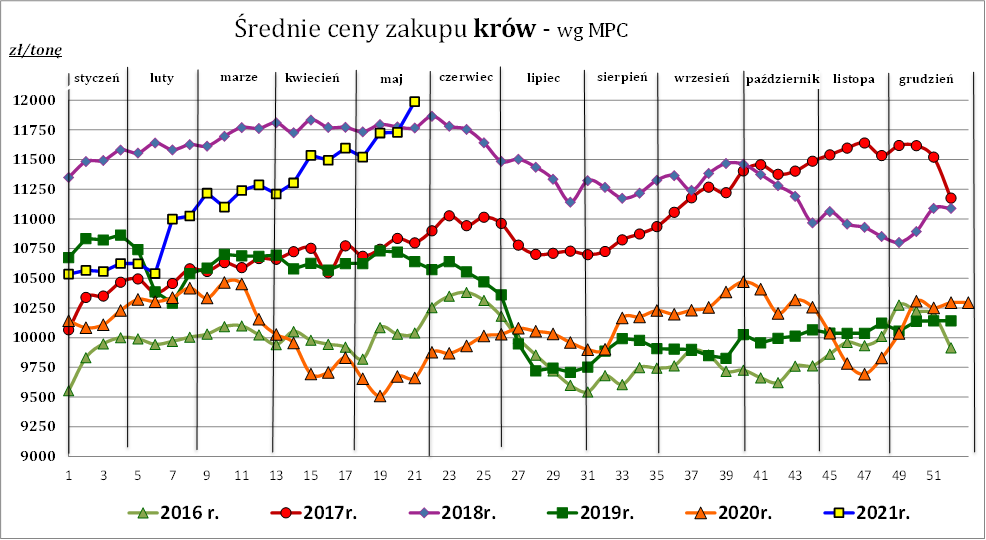 Średnie ceny zakupu krów - wg MPC
zł/tonę
styczeń luty marze kwiecień maj czerwiec lipiec sierpień wrzesień październik listopa grudzień
12000
11750
11500
11250
11000
10750
10500
10250
10000
9750
9500
9250
9000
1 3 5 7 9 11 13 15 17 19 21 23 25 27 29 31 33 35 37 39 41 43 45 47 49 51
2016 r. 2017r. 2018r. 2019r. 2020r. 2021r.